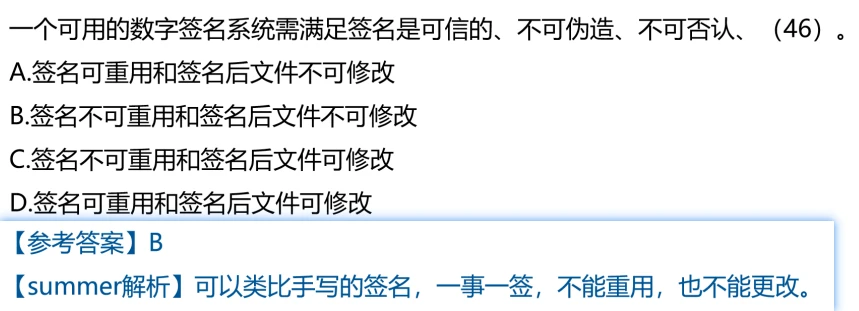 一个可用的数字签名系统需满足签名是可信的、不可伪造、不可否认、（46）。
A.签名可重用和签名后文件不可修改
B.签名不可重用和签名后文件不可修改
C.签名不可重用和签名后文件可修改
D.签名可重用和签名后文件可修改
【参考答案】B
【summer解析】可以类比手写的签名，一事一签，不能重用，也不能更改。